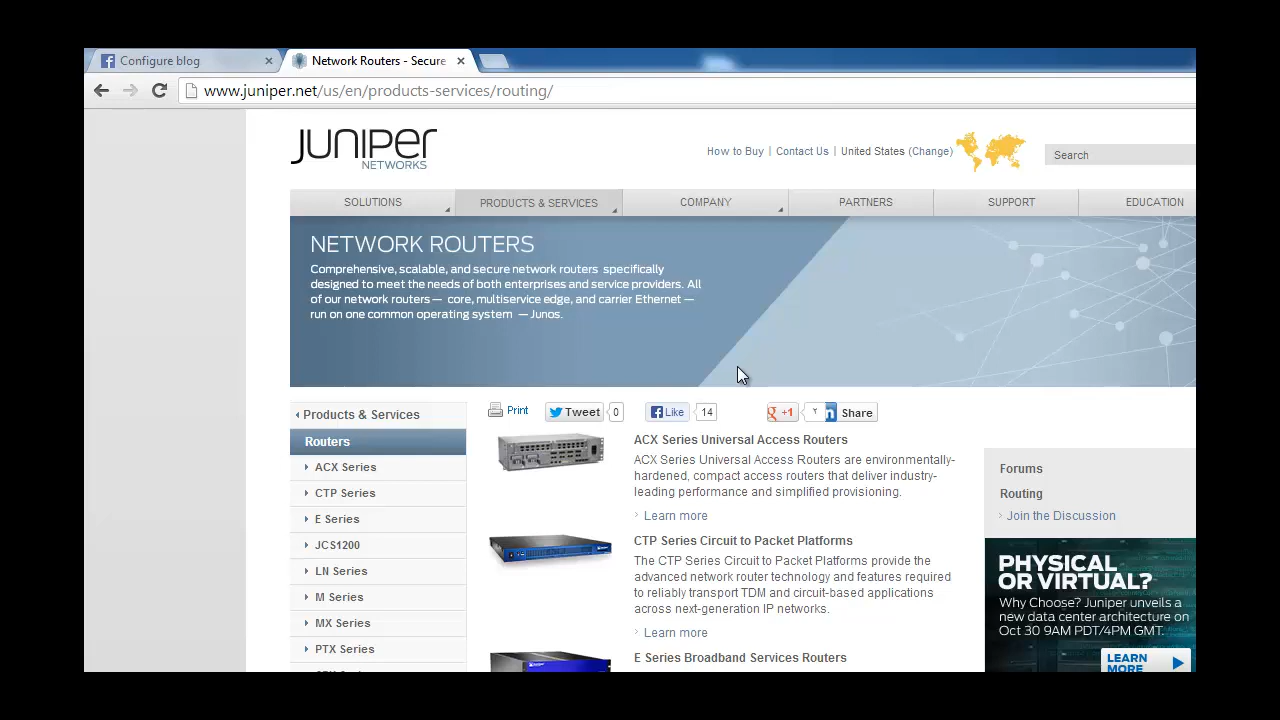 Configure blog
Network Routers - Secure
www.juniper.net/us/en/products-services/routing/
JUNIPER
NETWORKS
How to Buy | Contact Us | United States (Change)
Search
SOLUTIONS
PRODUCTS & SERVICES
COMPANY
PARTNERS
SUPPORT
EDUCATION
NETWORK ROUTERS
Comprehensive, scalable, and secure network routers specifically
designed to meet the needs of both enterprises and service providers. All
of our network routers — core, multiservice edge, and carrier Ethernet —
run on one common operating system — Junos.
Products & Services
Routers
ACX Series
CTP Series
E Series
JCS1200
LN Series
M Series
MX Series
PTX Series
Print
Tweet
0
Like
14
+1
in Share
ACX Series Universal Access Routers
ACX Series Universal Access Routers are environmentally-
hardened, compact access routers that deliver industry-
leading performance and simplified provisioning.
Learn more
CTP Series Circuit to Packet Platforms
The CTP Series Circuit to Packet Platforms provide the
advanced network router technology and features required
to reliably transport TDM and circuit-based applications
across next-generation IP networks.
Learn more
E Series Broadband Services Routers
Forums
Routing
Join the Discussion
PHYSICAL
OR VIRTUAL?
Why Choose? Juniper unveils a
new data center architecture on
Oct 30 9AM PDT/4PM GMT.
LEARN
MORE